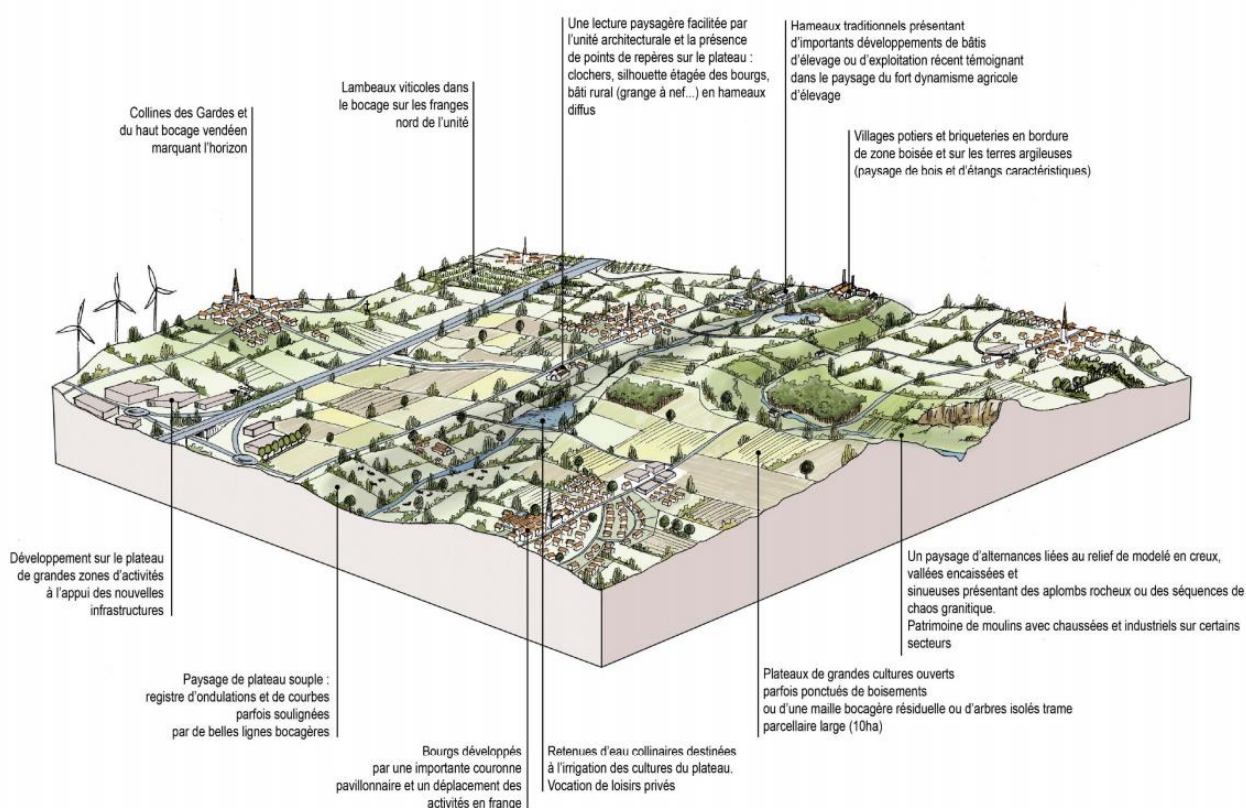 Une lecture paysagère facilitée par
l'unité architecturale et la présence
de points de repères sur le plateau :
clochers, silhouette étagée des bourgs,
bâti rural (grange à nef...) en hameaux
diffus
Hameaux traditionnels présentant
d'importants développements de bâtis
d'élevage ou d'exploitation récent témoignant
dans le paysage du fort dynamisme agricole
d'élevage
Lambeaux viticoles dans
le bocage sur les franges
nord de l'unité
Collines des Gardes et
du haut bocage vendéen
marquant l'horizon
Villages potiers et briqueteries en bordure
de zone boisée et sur les terres argileuses
(paysage de bois et d'étangs caractéristiques)
Développement sur le plateau
de grandes zones d'activités
à l'appui des nouvelles
infrastructures
Un paysage d'alternances liées au relief de modelé en creux,
vallées encaissées et
sinueuses présentant des aplombs rocheux ou des séquences de
chaos granitique.
Patrimoine de moulins avec chaussées et industriels sur certains
secteurs
Paysage de plateau souple :
registre d'ondulations et de courbes
parfois soulignées
par de belles lignes bocagères
Plateaux de grandes cultures ouverts
parfois ponctués de boisements
ou d'une maille bocagère résiduelle ou d'arbres isolés trame
parcellaire large (10ha)
Bourgs développés
par une importante couronne
pavillonnaire et un déplacement des
activités en frange
Retenues d'eau collinaires destinées
à l'irrigation des cultures du plateau.
Vocation de loisirs privés